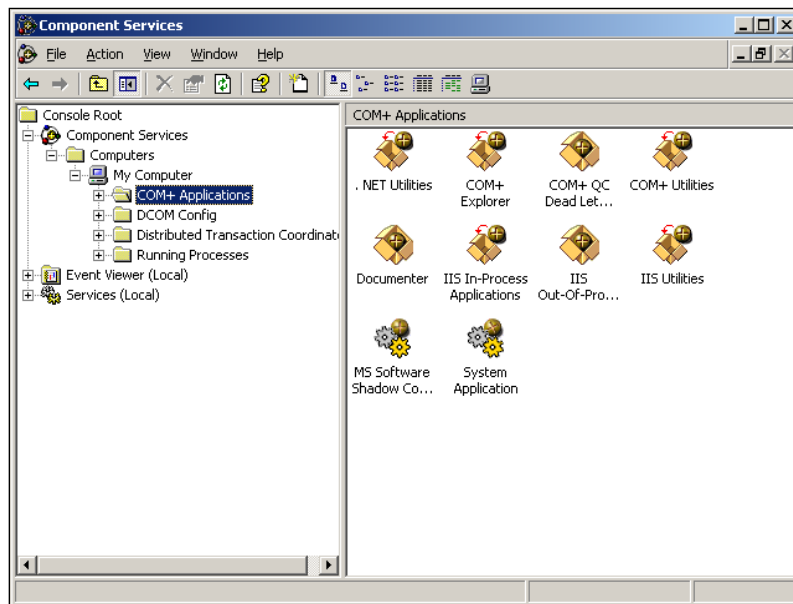 Component Services
File Action View Window Help
Console Root
Component Services
Computers
My Computer
COM+ Applications
DCOM Config
Distributed Transaction Coordinat
Running Processes
Event Viewer (Local)
Services (Local)
COM+ Applications
. NET Utilities
COM+
Explorer
COM+ QC
Dead Let...
COM+ Utilities
Documenter
IIS In-Process
Applications
IIS
Out-Of-Pro...
IIS Utilities
MS Software
Shadow Co...
System
Application